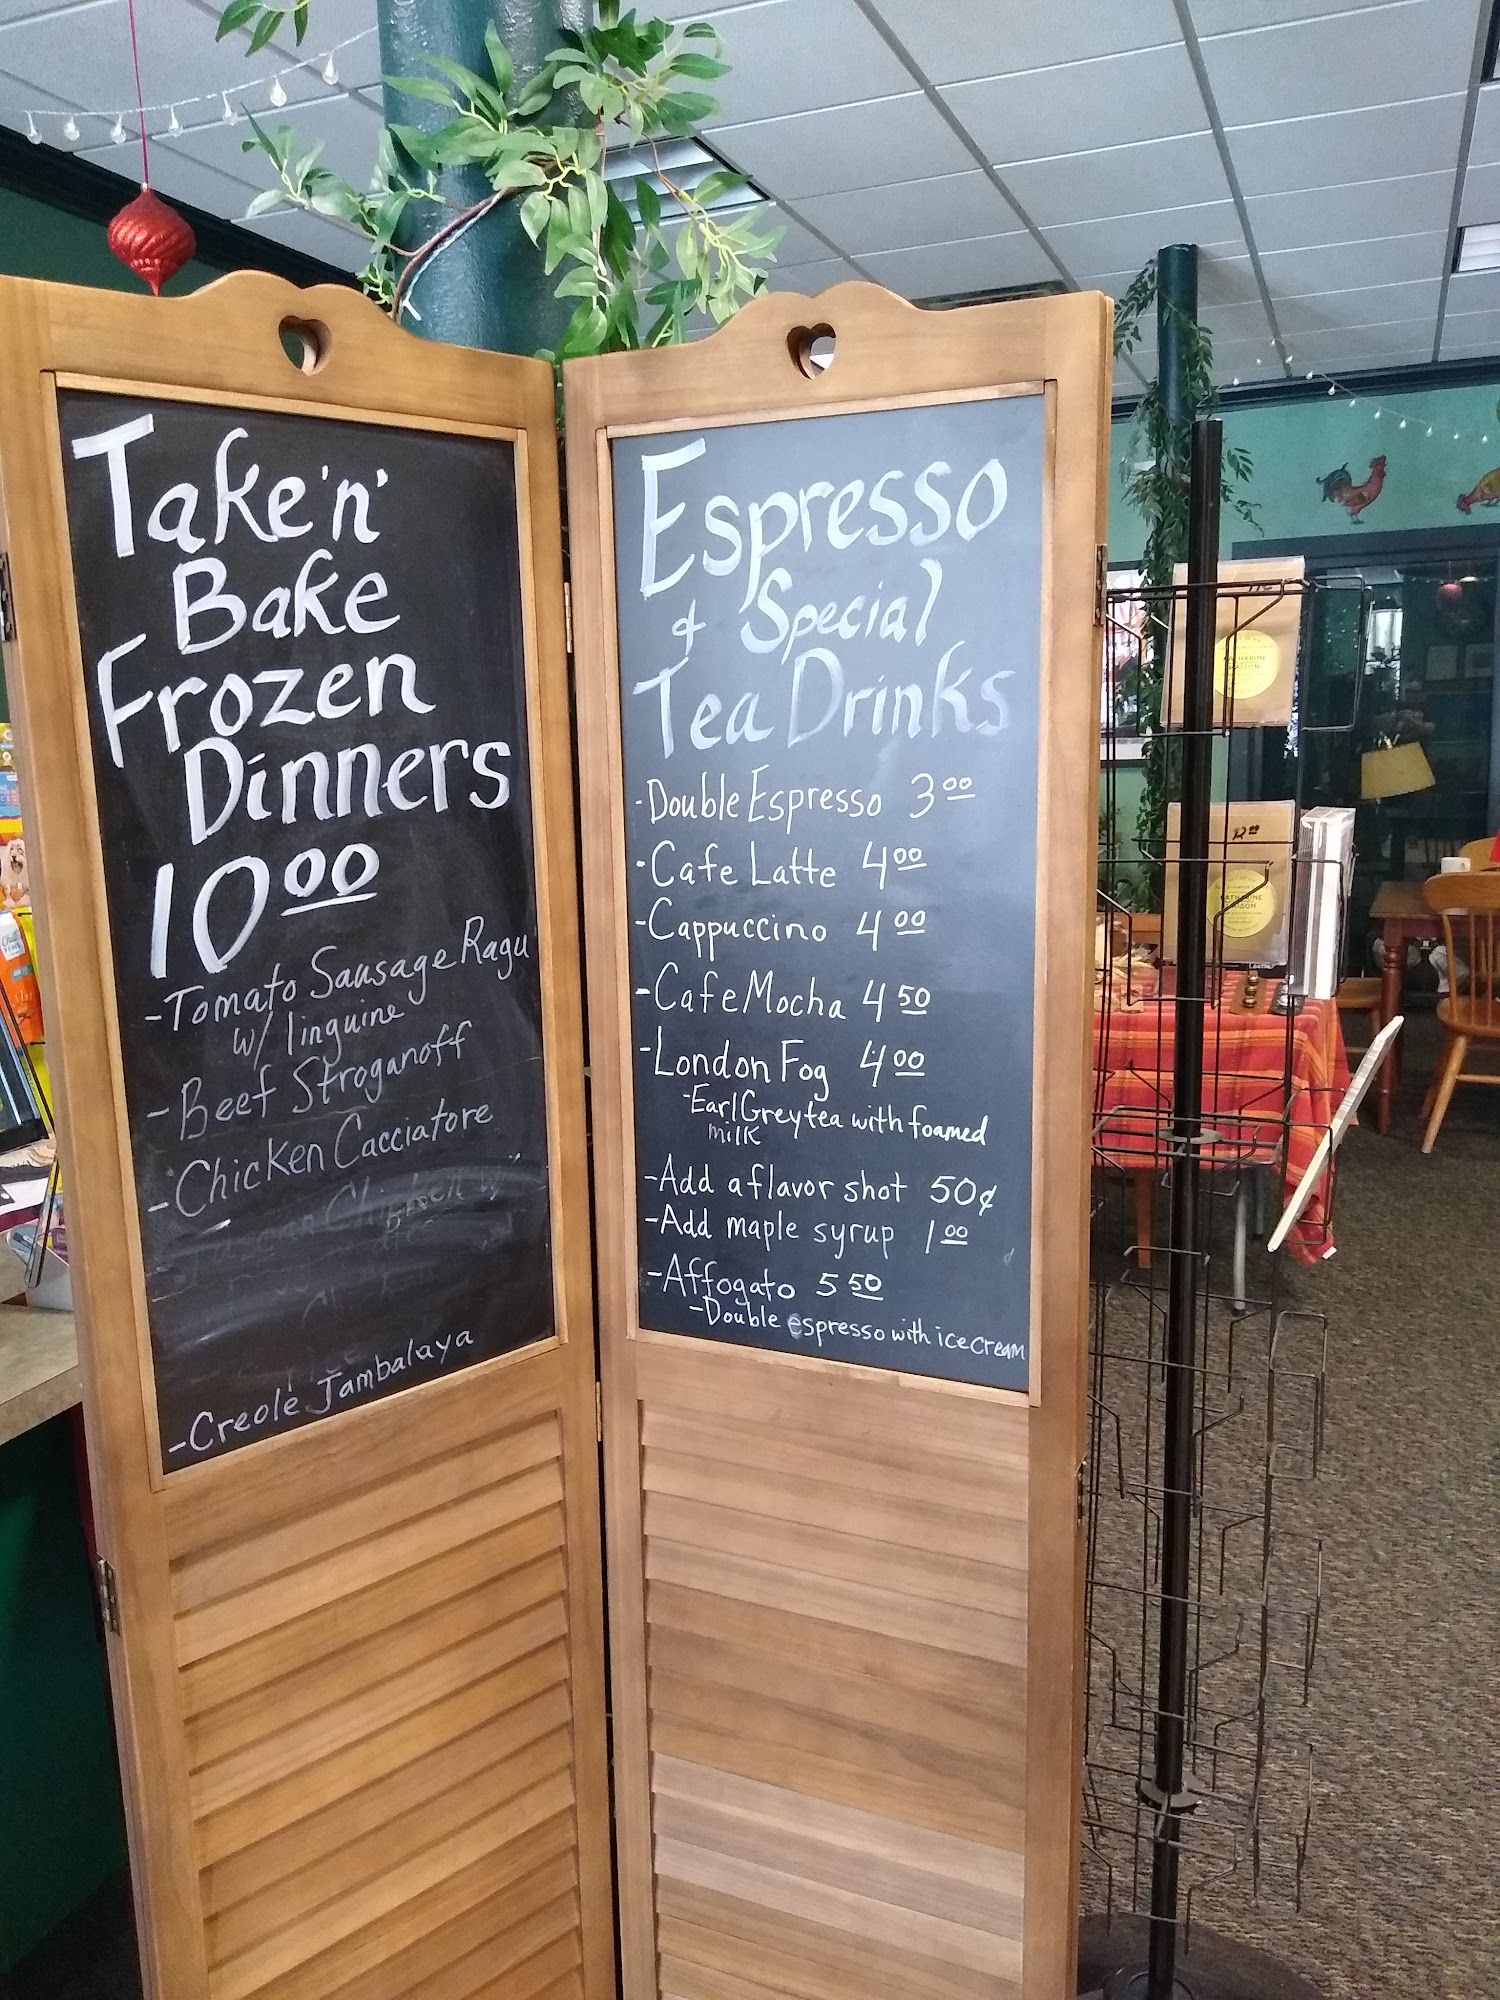 Take 'n'
Bake
Frozen
Dinners
10 00
- Tomato Sausage Ragu
w/ linguine
- Beef Stroganoff
- Chicken Cacciatore
- Creole Jambalaya
Espresso
& Special
Tea Drinks
- Double Espresso 3 00
- Cafe Latte 4 00
- Cappuccino 4 00
- Cafe Mocha 4 50
- London Fog 4 00
- Earl Grey tea with foamed
milk
- Add a flavor shot 50¢
- Add maple syrup 1 00
- Affogato 5 50
- Double espresso with ice cream